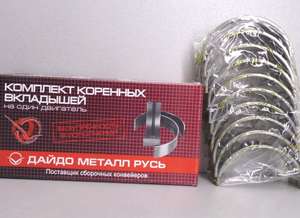 КОМПЛЕКТ КОРЕННЫХ
ВКЛАДЫШЕЙ
на один двигатель
ДАЙДО МЕТАЛЛ РУСЬ
Поставщик сборочных конвейеров